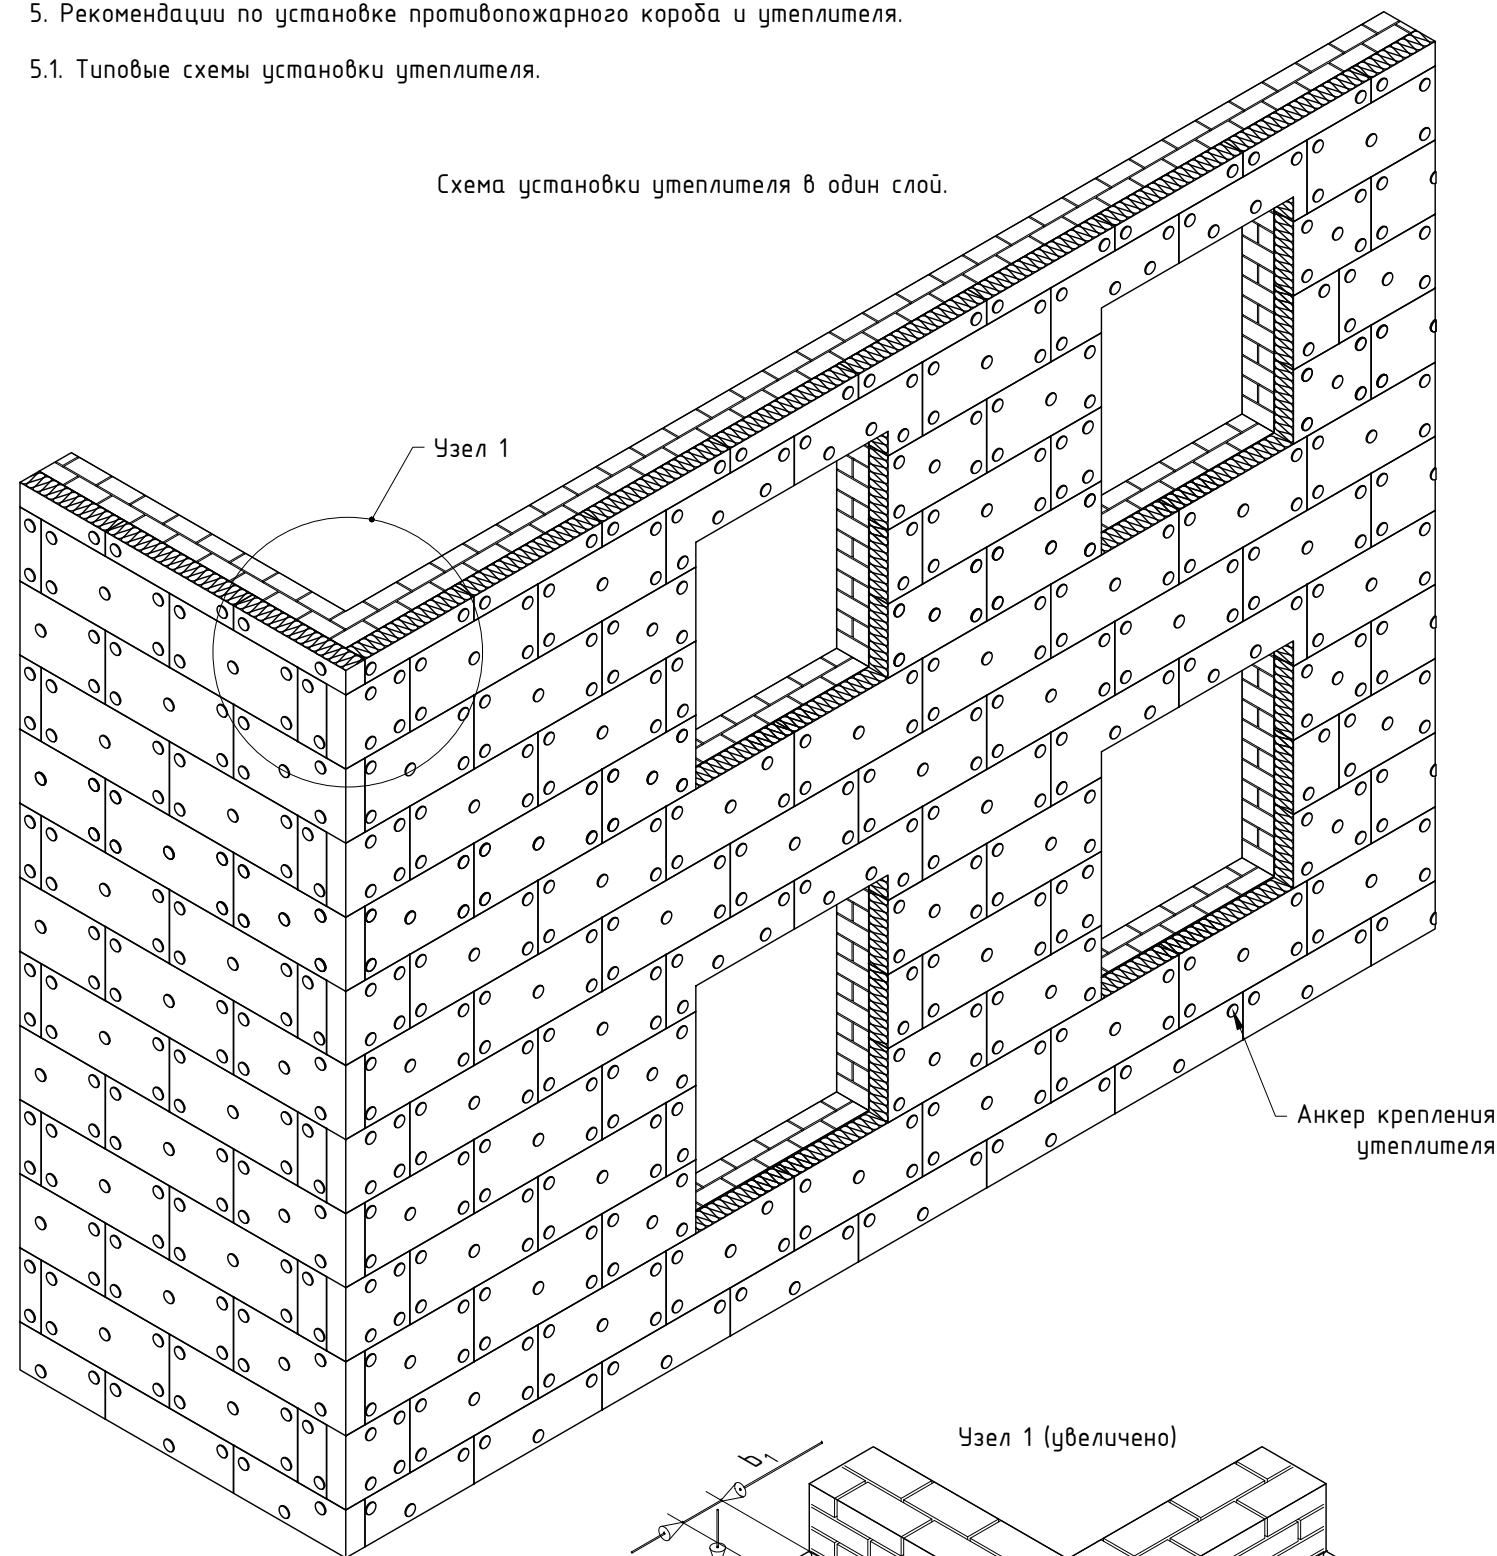 5. Рекомендации по установке противопожарного короба и утеплителя.
5.1. Типовые схемы установки утеплителя.
Схема установки утеплителя в один слой.
Узел 1
Анкер крепления
утеплителя
Узел 1 (увеличено)
b1